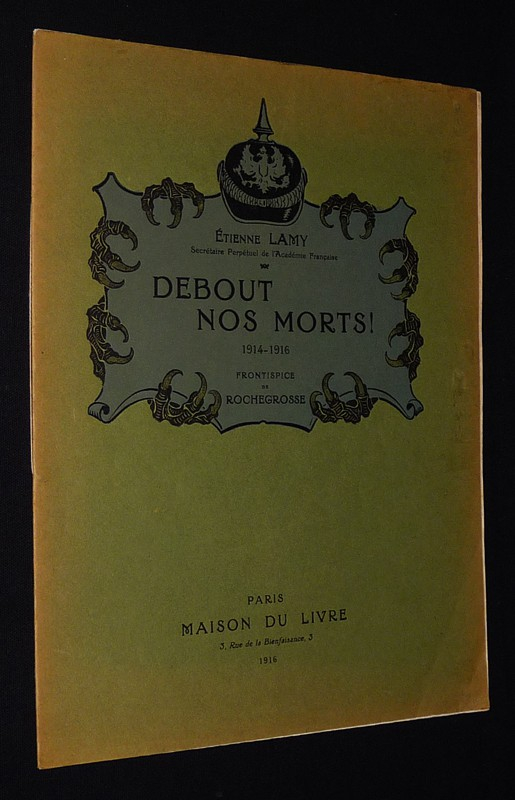 ÉTIENNE LAMY
Secrétaire Perpétuel de l'Académie Française
DEBOUT
NOS MORTS!
1914-1916
FRONTISPICE
DE
ROCHEGROSSE
PARIS
MAISON DU LIVRE
3, Rue de la Bienfaisance, 3
1916